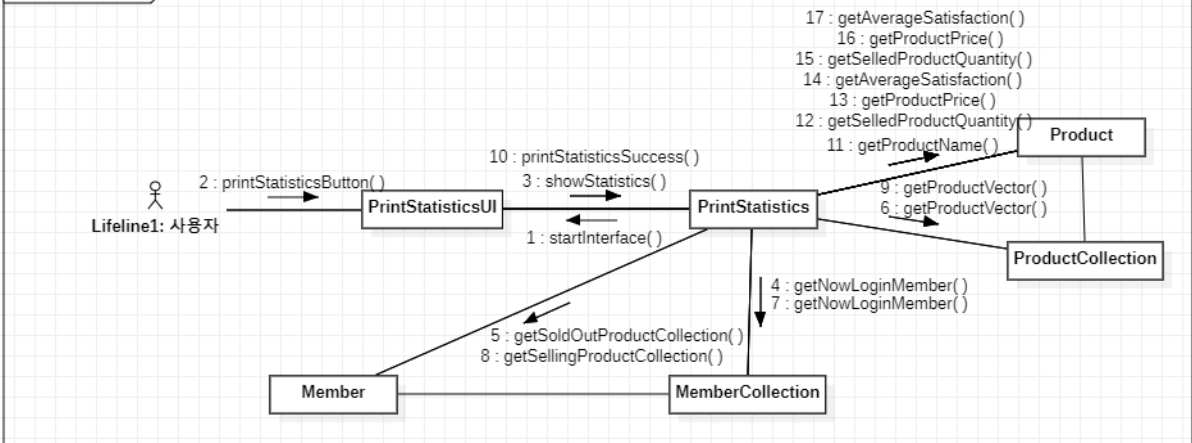 17 : getAverageSatisfaction( )
16 : getProductPrice( )
15 : getSelledProductQuantity( )
14 : getAverageSatisfaction( )
13 : getProductPrice( )
12 : getSelledProductQuantity( )
11 : getProductName( )
Product
10 : printStatisticsSuccess( )
2 : printStatisticsButton( )
3 : showStatistics( )
9 : getProductVector( )
6 : getProductVector( )
PrintStatisticsUI
PrintStatistics
Lifeline1: 사용자
1 : startInterface( )
ProductCollection
4 : getNowLoginMember( )
7 : getNowLoginMember( )
5 : getSoldOutProductCollection( )
8 : getSellingProductCollection( )
Member
MemberCollection